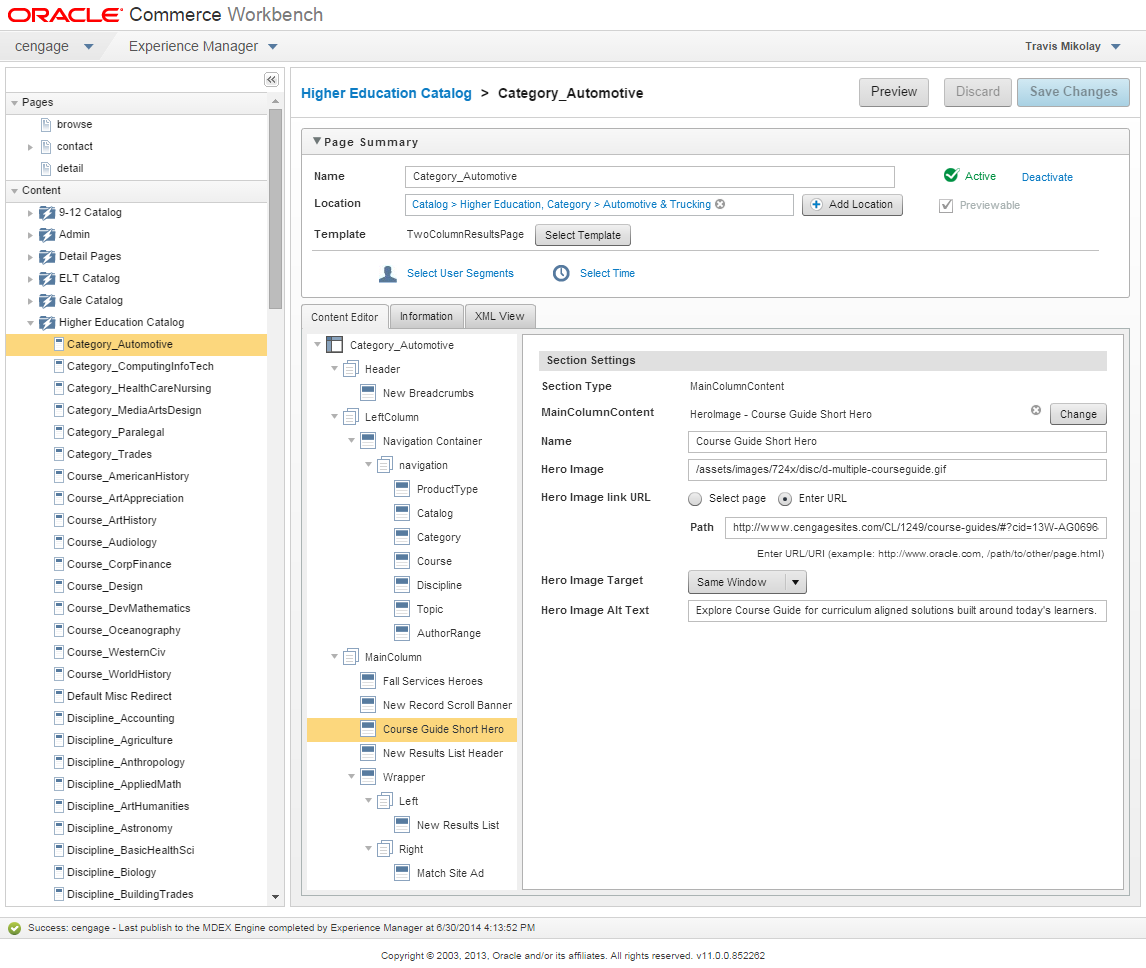 ORACLE Commerce Workbench
cengage Experience Manager Travis Mikolay
Pages
browse
contact
detail
Content
9-12 Catalog
Admin
Detail Pages
ELT Catalog
Gale Catalog
Higher Education Catalog
Category_Automotive
Category_ComputingInfoTech
Category_HealthCareNursing
Category_MediaArtsDesign
Category_Paralegal
Category_Trades
Course_AmericanHistory
Course_ArtAppreciation
Course_ArtHistory
Course_Audiology
Course_CorpFinance
Course_Design
Course_DevMathematics
Course_Oceanography
Course_WesternCiv
Course_WorldHistory
Default Misc Redirect
Discipline_Accounting
Discipline_Agriculture
Discipline_Anthropology
Discipline_AppliedMath
Discipline_ArtHumanities
Discipline_Astronomy
Discipline_BasicHealthSci
Discipline_Biology
Discipline_BuildingTrades
Higher Education Catalog > Category_Automotive
Preview Discard Save Changes
Page Summary
Name Category_Automotive Active Deactivate
Location Catalog > Higher Education, Category > Automotive & Trucking Add Location Previewable
Template TwoColumnResultsPage Select Template
Select User Segments Select Time
Content Editor Information XML View
Category_Automotive
Header
New Breadcrumbs
LeftColumn
Navigation Container
navigation
ProductType
Catalog
Category
Course
Discipline
Topic
AuthorRange
MainColumn
Fall Services Heroes
New Record Scroll Banner
Course Guide Short Hero
New Results List Header
Wrapper
Left
New Results List
Right
Match Site Ad
Section Settings
Section Type MainColumnContent
MainColumnContent HeroImage - Course Guide Short Hero Change
Name Course Guide Short Hero
Hero Image /assets/images/724x/disc/d-multiple-courseguide.gif
Hero Image link URL Select page Enter URL
Path http://www.cengagesites.com/CL/1249/course-guides/#?cid=13W-AG0696-
Enter URL/URI (example: http://www.oracle.com, /path/to/other/page.html)
Hero Image Target Same Window
Hero Image Alt Text Explore Course Guide for curriculum aligned solutions built around today's learners.
Success: cengage - Last publish to the MDEX Engine completed by Experience Manager at 6/30/2014 4:13:52 PM
Copyright © 2003, 2013, Oracle and/or its affiliates. All rights reserved. v11.0.0.852262